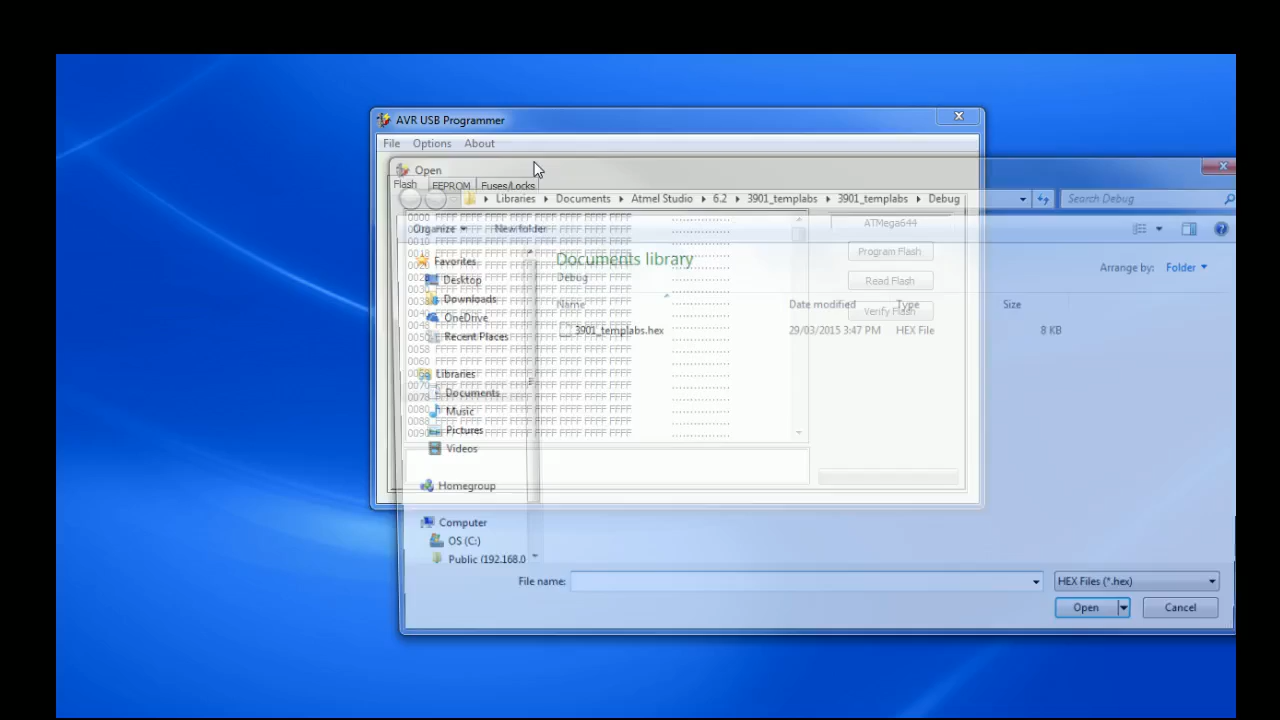 AVR USB Programmer
File Options About
Open
Flash EEPROM Fuses/Locks
Libraries Documents Atmel Studio 6.2 3901_templabs 3901_templabs Debug Search Debug
ATMega644
Organize New folder
Program Flash
Documents library
Debug
Arrange by: Folder
Read Flash
Name Date modified Type Size
Verify Flash
3901_templabs.hex 29/03/2015 3:47 PM HEX File 8 KB
Favorites
Desktop
Downloads
OneDrive
Recent Places
Libraries
Documents
Music
Pictures
Videos
Homegroup
Computer
OS (C:)
Public (192.168.0
File name: HEX Files (*.hex)
Open Cancel